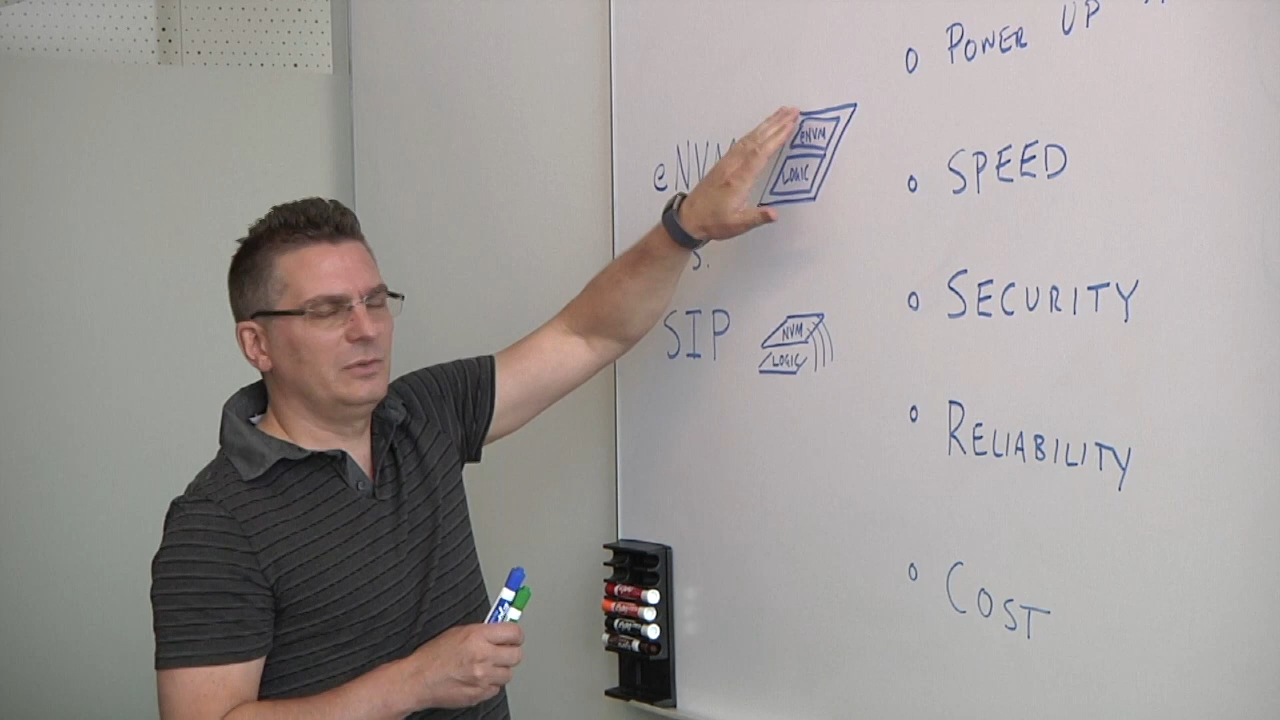 eNVM
eNVM
LOGIC
S.
SIP
NVM
LOGIC
o POWER UP
o SPEED
o SECURITY
o RELIABILITY
o COST